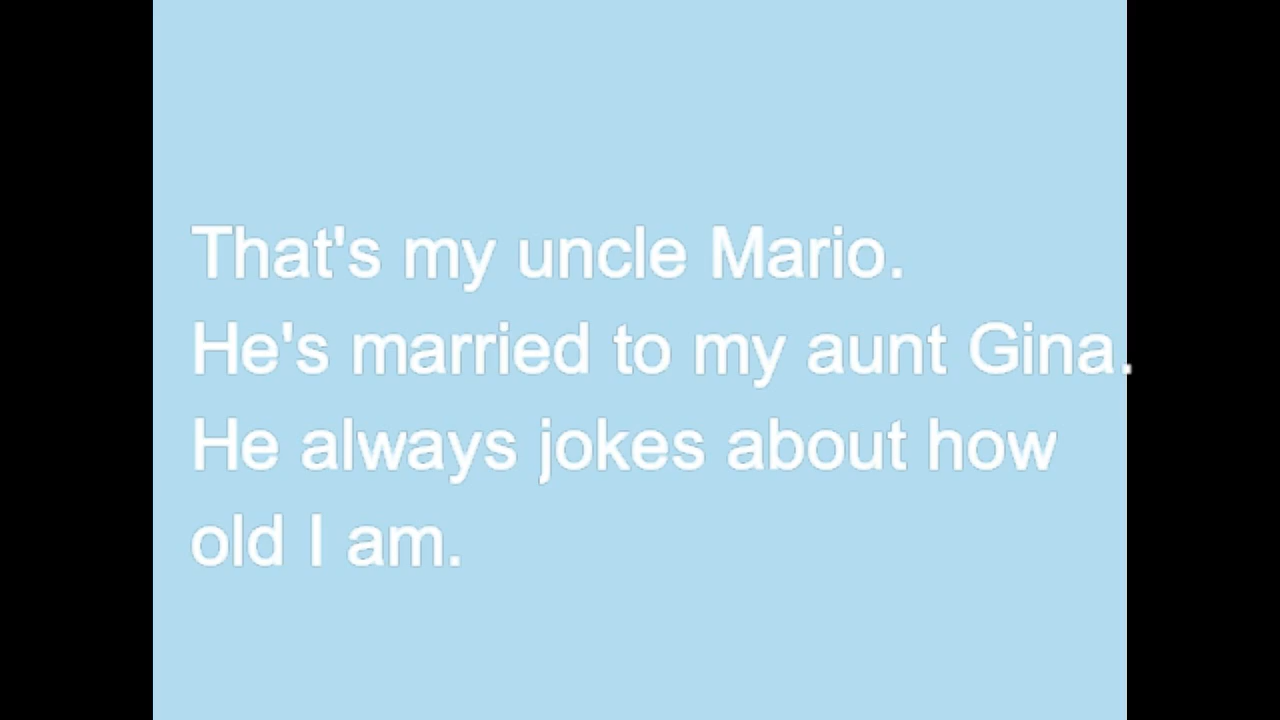 That's my uncle Mario.
He's married to my aunt Gina.
He always jokes about how
old I am.